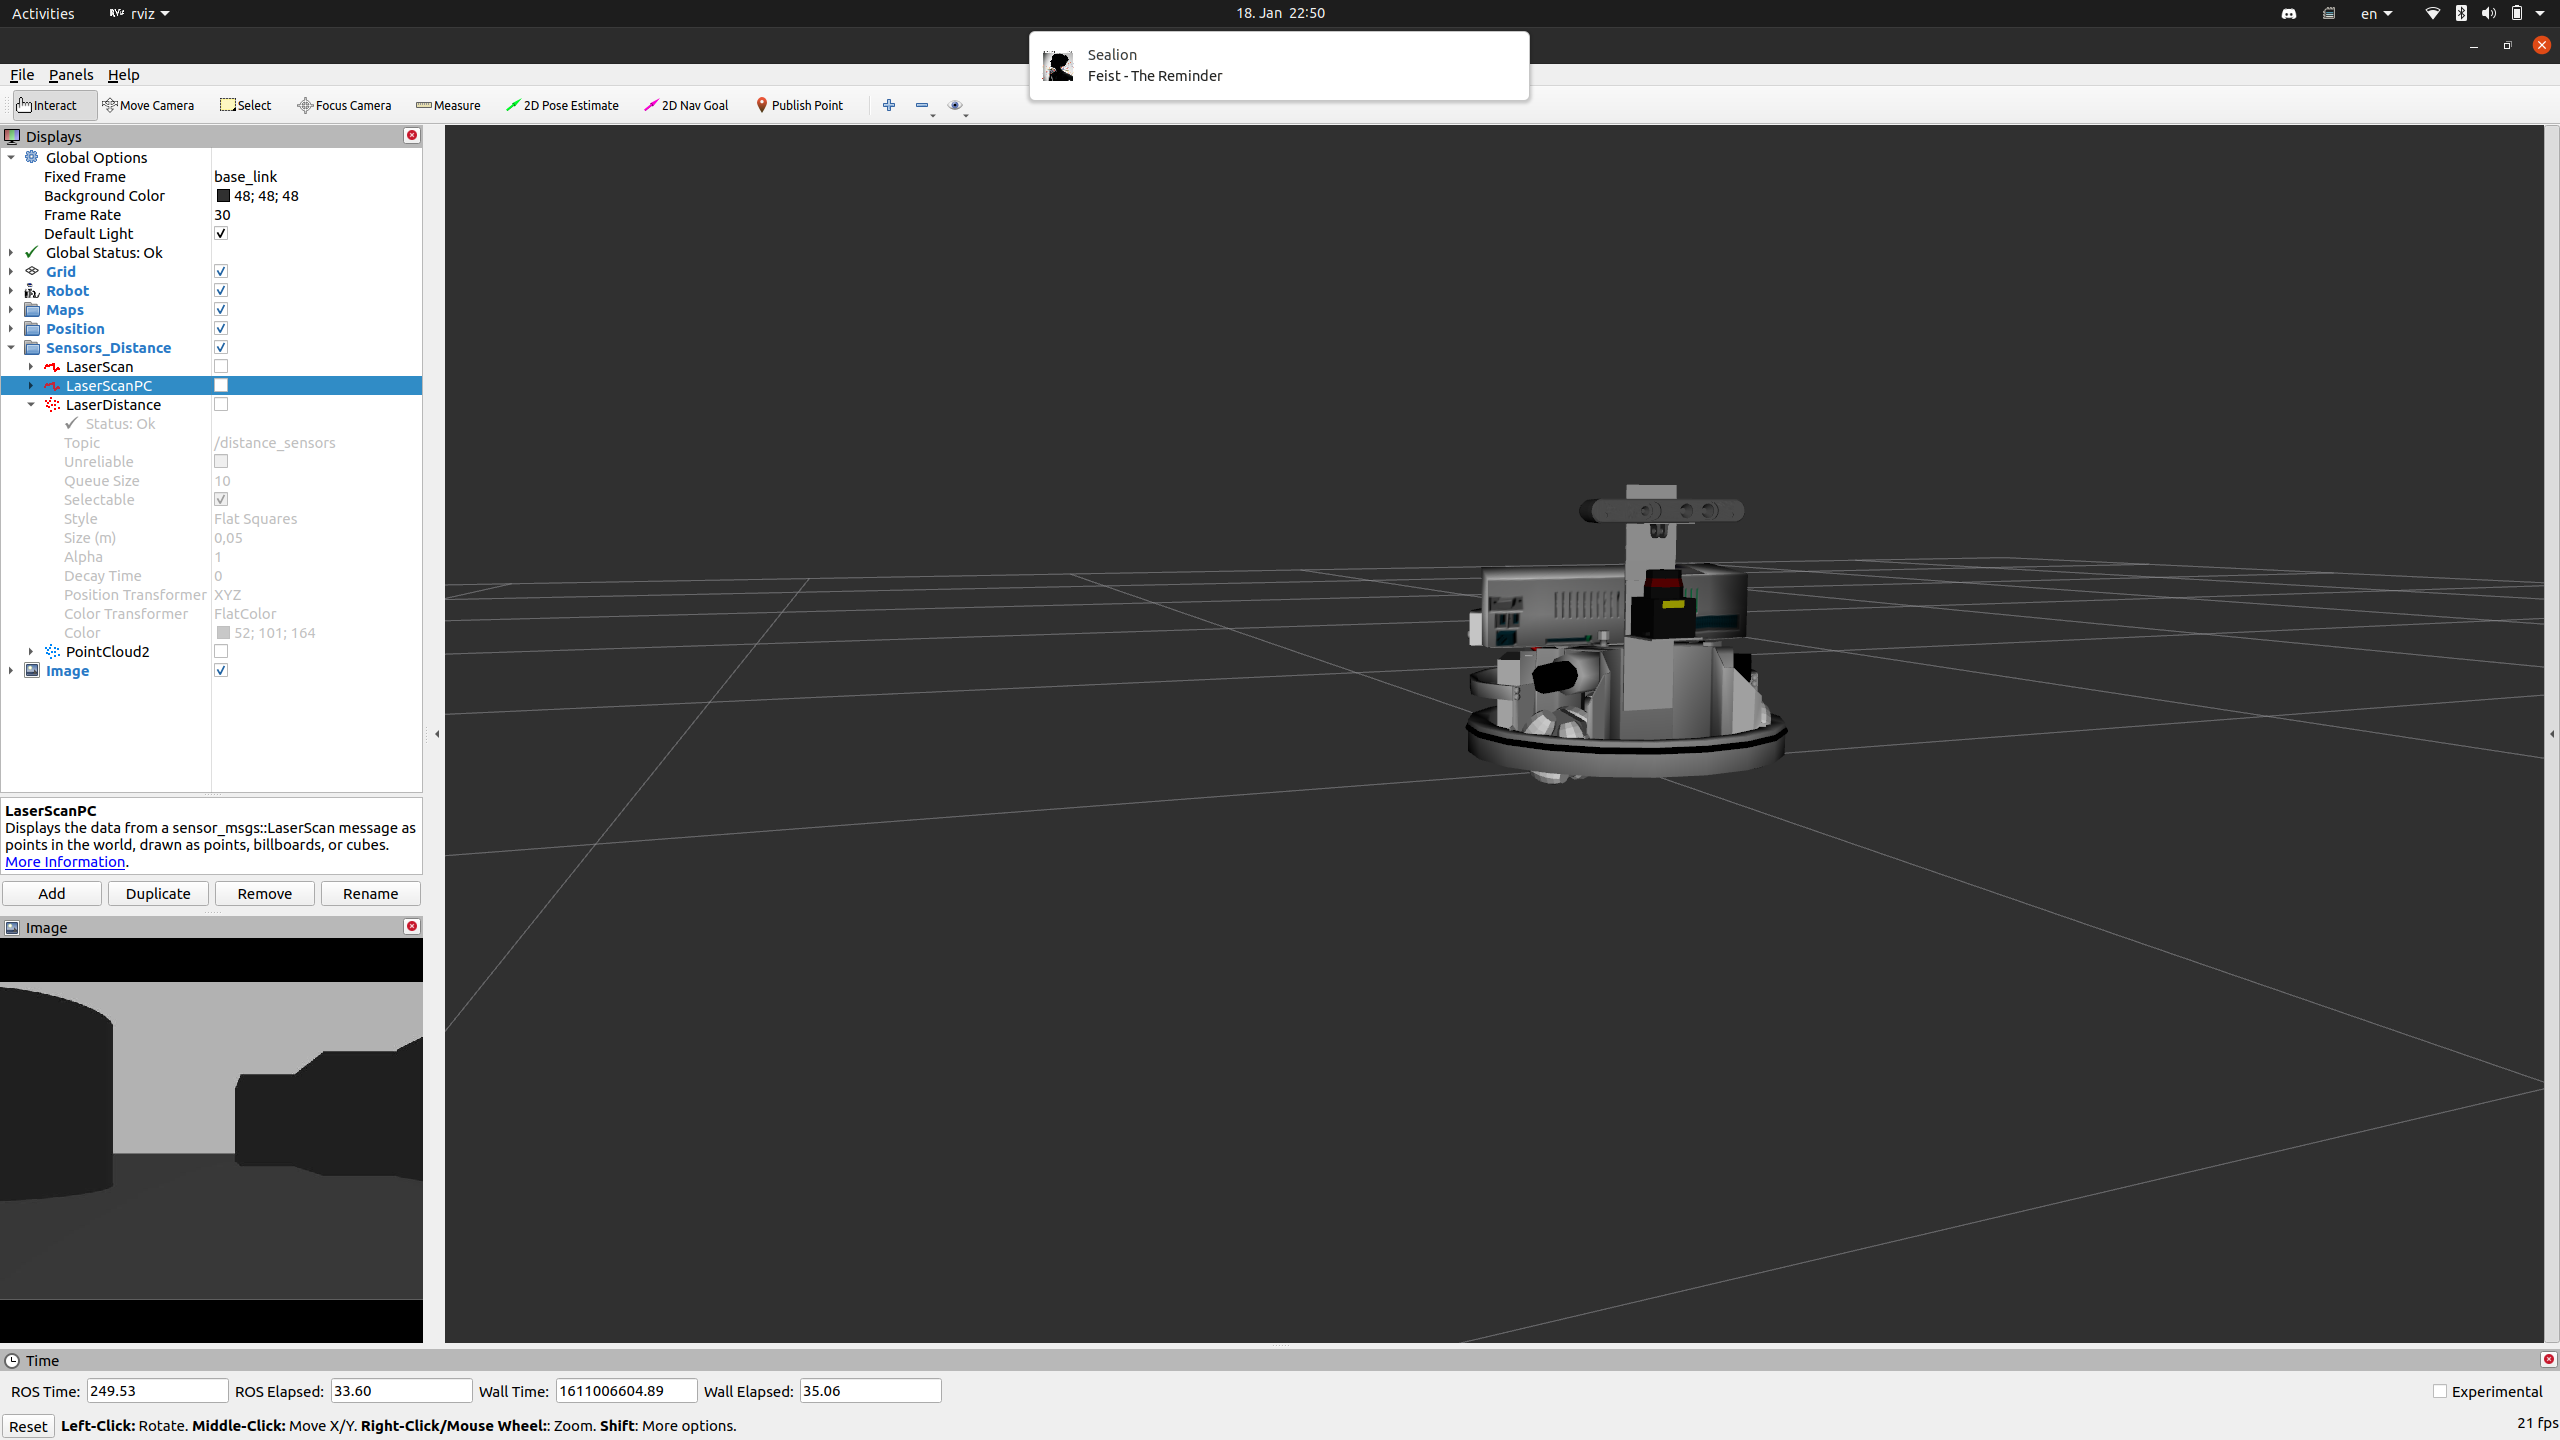 Activities rviz 18. Jan 22:50 en
Sealion
Feist - The Reminder
File Panels Help
Interact Move Camera Select Focus Camera Measure 2D Pose Estimate 2D Nav Goal Publish Point
Displays
Global Options
Fixed Frame base_link
Background Color 48; 48; 48
Frame Rate 30
Default Light
Global Status: Ok
Grid
Robot
Maps
Position
Sensors_Distance
LaserScan
LaserScanPC
LaserDistance
Status: Ok
Topic /distance_sensors
Unreliable
Queue Size 10
Selectable
Style Flat Squares
Size (m) 0,05
Alpha 1
Decay Time 0
Position Transformer XYZ
Color Transformer FlatColor
Color 52; 101; 164
PointCloud2
Image
LaserScanPC
Displays the data from a sensor_msgs::LaserScan message as
points in the world, drawn as points, billboards, or cubes.
More Information.
Add Duplicate Remove Rename
Image
Time
ROS Time: 249.53 ROS Elapsed: 33.60 Wall Time: 1611006604.89 Wall Elapsed: 35.06 Experimental
Reset Left-Click: Rotate. Middle-Click: Move X/Y. Right-Click/Mouse Wheel:: Zoom. Shift: More options. 21 fps